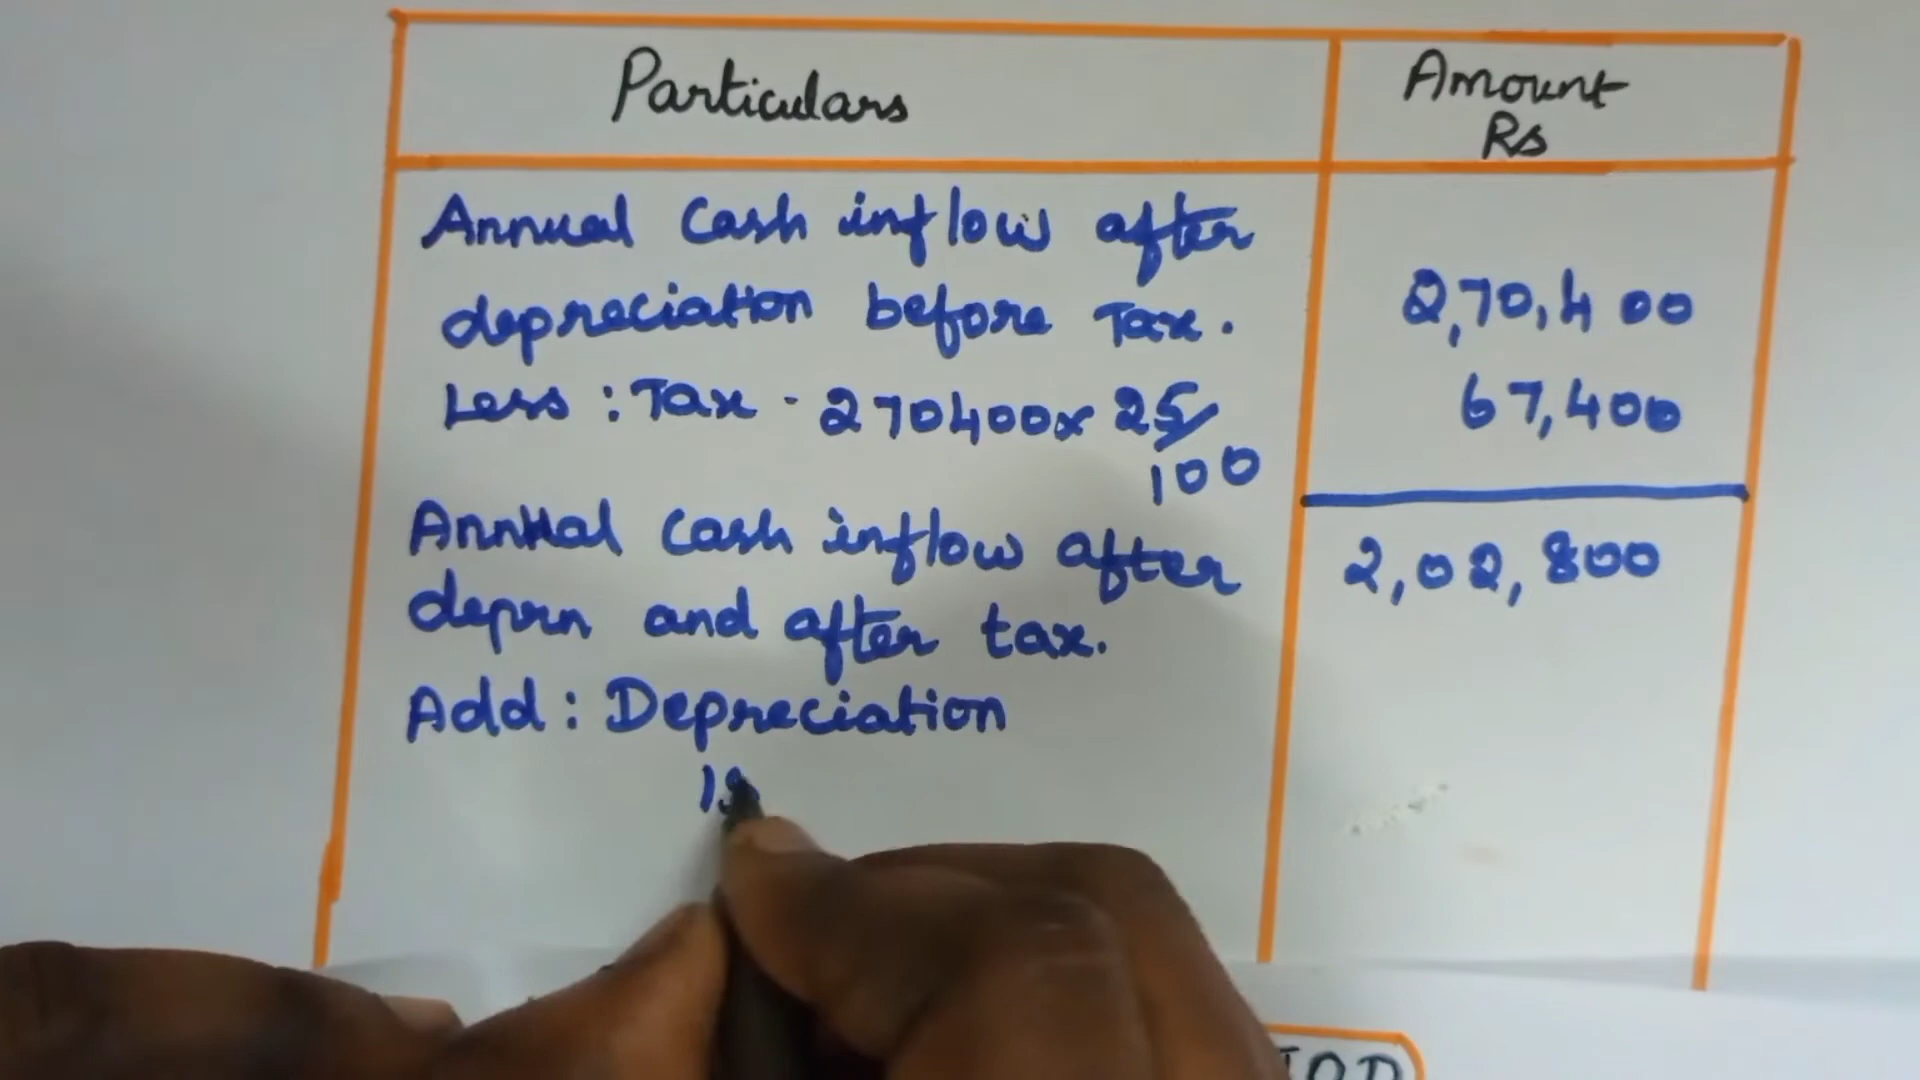 Particulars
Amount
Rs
Annual Cash inflow after
depreciation before Tax.
2,70,400
Less : Tax - 270400x 25/
100
67,400
Annual Cash inflow after
deprn and after tax.
2,02,800
Add : Depreciation